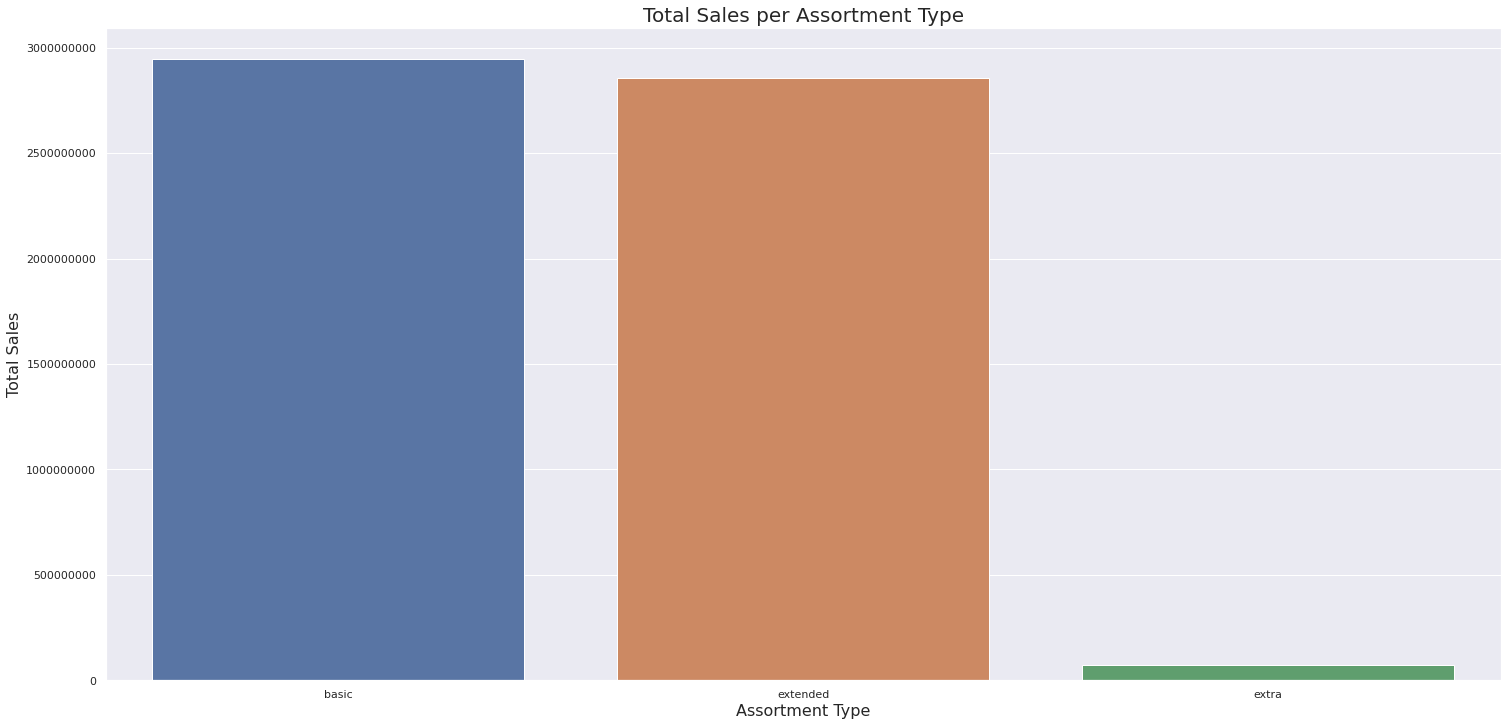 Total Sales per Assortment Type
3000000000
2500000000
2000000000
1500000000
1000000000
500000000
0
Total Sales
basic
extended
extra
Assortment Type